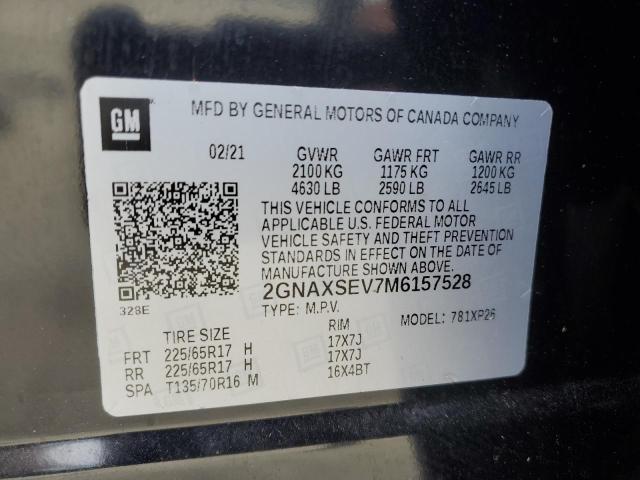 GM
MFD BY GENERAL MOTORS OF CANADA COMPANY
02/21 GVWR GAWR FRT GAWR RR
2100 KG 1175 KG 1200 KG
4630 LB 2590 LB 2645 LB
THIS VEHICLE CONFORMS TO ALL
APPLICABLE U.S. FEDERAL MOTOR
VEHICLE SAFETY AND THEFT PREVENTION
STANDARDS IN EFFECT ON THE DATE OF
MANUFACTURE SHOWN ABOVE.
2GNAXSEV7M6157528
328E TYPE: M.P.V. MODEL: 781XP26
TIRE SIZE RIM
FRT 225/65R17 H 17X7J
RR 225/65R17 H 17X7J
SPA T135/70R16 M 16X4BT